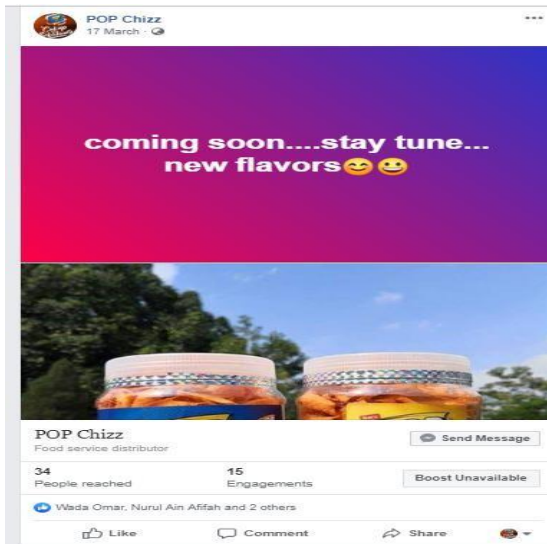 POP Chizz
17 March
coming soon....stay tune...
new flavors😊😀
POP Chizz
Food service distributor
Send Message
34
People reached
15
Engagements
Boost Unavailable
Wada Omar, Nurul Ain Afifah and 2 others
Like
Comment
Share